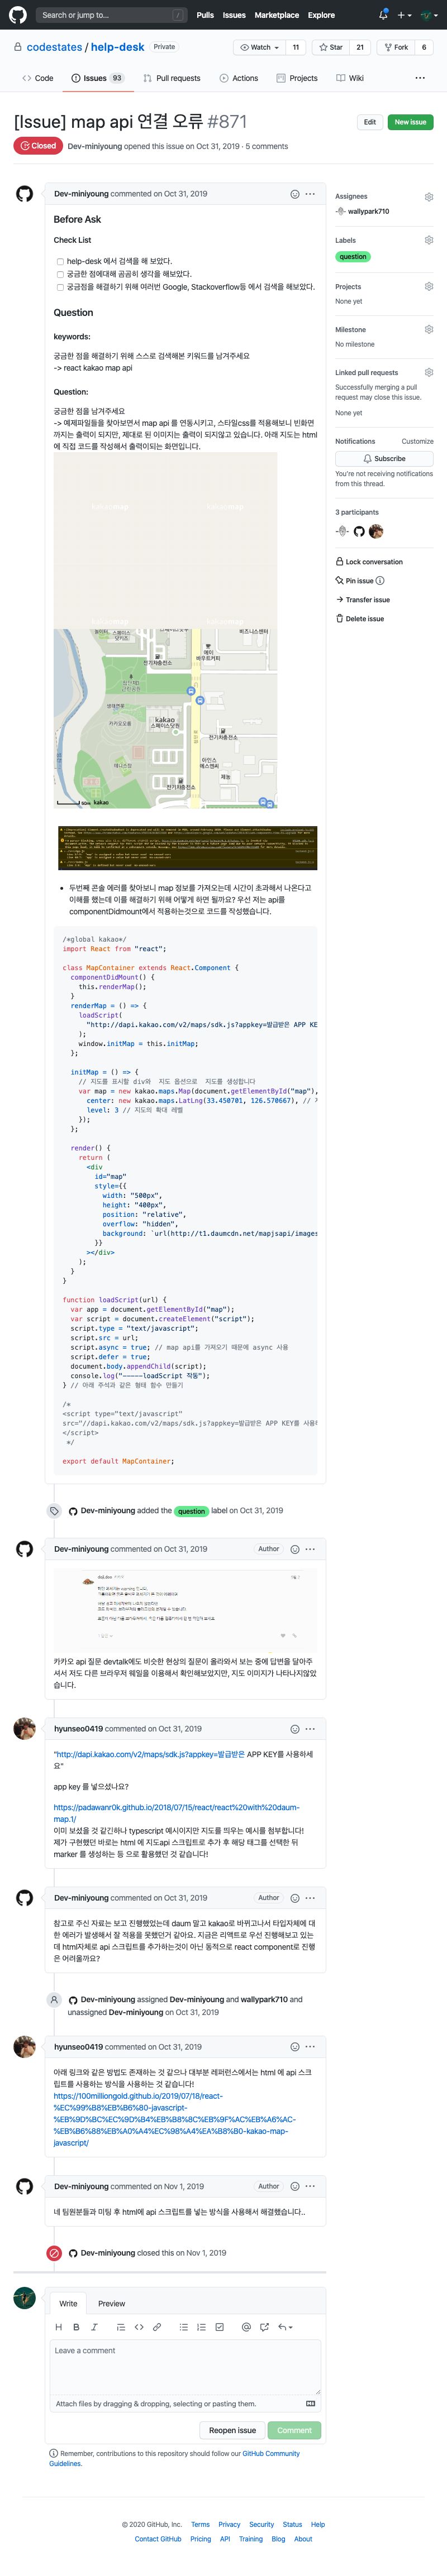 Search or jump to...
/
Pulls
Issues
Marketplace
Explore
codestates / help-desk
Private
Watch
11
Star
21
Fork
6
Code
Issues 93
Pull requests
Actions
Projects
Wiki
[Issue] map api 연결 오류 #871
Edit
New issue
Closed
Dev-miniyoung opened this issue on Oct 31, 2019 · 5 comments
Dev-miniyoung commented on Oct 31, 2019
Before Ask
Check List
help-desk 에서 검색을 해 보았다.
궁금한 점에대해 곰곰히 생각을 해보았다.
궁금점을 해결하기 위해 여러번 Google, Stackoverflow등 에서 검색을 해보았다.
Question
keywords:
궁금한 점을 해결하기 위해 스스로 검색해본 키워드를 남겨주세요
-> react kakao map api
Question:
궁금한 점을 남겨주세요
-> 예제파일들을 찾아보면서 map api 를 연동시키고, 스타일css를 적용해보니 빈화면
까지는 출력이 되지만, 제대로 된 이미지는 출력이 되지않고 있습니다. 아래 지도는 html
에 직접 코드를 작성해서 출력이되는 화면입니다.
전기차충전소
kakao
스페이스닷원
전기차충전소
50m kakao
전기차충전소
두번째 콘솔 에러를 찾아보니 map 정보를 가져오는데 시간이 초과해서 나온다고
이해를 했는데 이를 해결하기 위해 어떻게 하면 될까요? 우선 저는 api를
componentDidmount에서 적용하는것으로 코드를 작성했습니다.
/*global kakao*/
import React from "react";
class MapContainer extends React.Component {
componentDidMount() {
this.renderMap();
}
renderMap = () => {
loadScript(
"http://dapi.kakao.com/v2/maps/sdk.js?appkey=발급받은 APP KE
);
window.initMap = this.initMap;
};
initMap = () => {
// 지도를 표시할 div와  지도 옵션으로  지도를 생성합니다
var map = new kakao.maps.Map(document.getElementById("map"),
center: new kakao.maps.LatLng(33.450701, 126.570667), //
level: 3 // 지도의 확대 레벨
});
};
render() {
return (
<div
id="map"
style={{
width: "500px",
height: "400px",
position: "relative",
overflow: "hidden",
background: `url(http://t1.daumcdn.net/mapjsapi/images
}}
></div>
);
}
}
function loadScript(url) {
var app = document.getElementById("map");
var script = document.createElement("script");
script.type = "text/javascript";
script.src = url;
script.async = true; // map api를 가져오기 때문에 async 사용
script.defer = true;
document.body.appendChild(script);
console.log("-----loadScript 작동");
} // 아래 주석과 같은 형태 함수 만들기
/*
<script type="text/javascript"
src="//dapi.kakao.com/v2/maps/sdk.js?appkey=발급받은 APP KEY를 사용하
</script>
*/
export default MapContainer;
Dev-miniyoung added the question label on Oct 31, 2019
Dev-miniyoung commented on Oct 31, 2019
Author
카카오 api 질문 devtalk에도 비슷한 현상의 질문이 올라와서 보는 중에 답변을 달아주
셔서 저도 다른 브라우저 웨일을 이용해서 확인해보았지만, 지도 이미지가 나타나지않았
습니다.
hyunseo0419 commented on Oct 31, 2019
"http://dapi.kakao.com/v2/maps/sdk.js?appkey=발급받은 APP KEY를 사용하세
요"
app key 를 넣으셨나요?
https://padawanr0k.github.io/2018/07/15/react/react%20with%20daum-
map.1/
이미 보셨을 것 같긴하나 typescript 예시이지만 지도를 띄우는 예시를 첨부합니다!
제가 구현했던 바로는 html 에 지도api 스크립트로 추가 후 해당 태그를 선택한 뒤
marker 를 생성하는 등 으로 활용했던 것 같습니다!
Dev-miniyoung commented on Oct 31, 2019
Author
참고로 주신 자료는 보고 진행했었는데 daum 말고 kakao로 바뀌고나서 타입자체에 대
한 에러가 발생해서 잘 적용을 못했던거 같아요. 지금은 리액트로 우선 진행해보고 있는
데 html자체로 api 스크립트를 추가하는것이 아닌 동적으로 react component로 진행
은 어려울까요?
Dev-miniyoung assigned Dev-miniyoung and wallypark710 and
unassigned Dev-miniyoung on Oct 31, 2019
hyunseo0419 commented on Oct 31, 2019
아래 링크와 같은 방법도 존재하는 것 같으나 대부분 레퍼런스에서는 html 에 api 스크
립트를 사용하는 방식을 사용하는 것 같습니다!
https://100milliongold.github.io/2019/07/18/react-
%EC%99%B8%EB%B6%80-javascript-
%EB%9D%BC%EC%9D%B4%EB%B8%8C%EB%9F%AC%EB%A6%AC-
%EB%B6%88%EB%A0%A4%EC%98%A4%EA%B8%B0-kakao-map-
javascript/
Dev-miniyoung commented on Nov 1, 2019
Author
네 팀원분들과 미팅 후 html에 api 스크립트를 넣는 방식을 사용해서 해결했습니다..
Dev-miniyoung closed this on Nov 1, 2019
Write
Preview
Leave a comment
Attach files by dragging & dropping, selecting or pasting them.
Reopen issue
Comment
Remember, contributions to this repository should follow our GitHub Community
Guidelines.
Assignees
wallypark710
Labels
question
Projects
None yet
Milestone
No milestone
Linked pull requests
Successfully merging a pull
request may close this issue.
None yet
Notifications
Customize
Subscribe
You're not receiving notifications
from this thread.
3 participants
Lock conversation
Pin issue
Transfer issue
Delete issue
© 2020 GitHub, Inc.
Terms
Privacy
Security
Status
Help
Contact GitHub
Pricing
API
Training
Blog
About